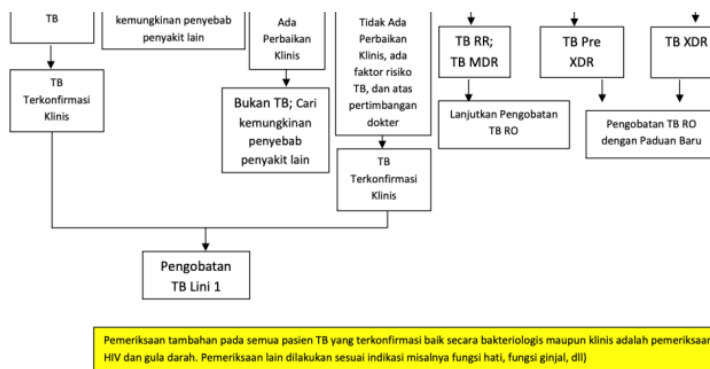 TB
kemungkinan penyebab
penyakit lain
Ada
Perbaikan
Klinis
Tidak Ada
Perbaikan
Klinis, ada
faktor risiko
TB, dan atas
pertimbangan
dokter
TB RR;
TB MDR
TB Pre
XDR
TB XDR
TB
Terkonfirmasi
Klinis
Bukan TB; Cari
kemungkinan
penyebab
penyakit lain
Lanjutkan Pengobatan
TB RO
Pengobatan TB RO
dengan Paduan Baru
TB
Terkonfirmasi
Klinis
Pengobatan
TB Lini 1
Pemeriksaan tambahan pada semua pasien TB yang terkonfirmasi baik secara bakteriologis maupun klinis adalah pemeriksaan
HIV dan gula darah. Pemeriksaan lain dilakukan sesuai indikasi misalnya fungsi hati, fungsi ginjal, dll)